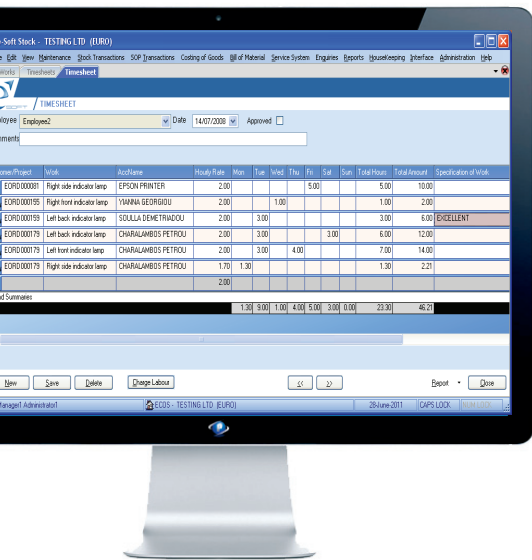 -Soft Stock - TESTING LTD (EURO)
Edit View Maintenance Stock Transactions SOP Transactions Costing of Goods Bill of Material Service System Enquiries Reports HouseKeeping Interface Administration Help
Works Timesheets Timesheet
SOFT TIMESHEET
loyee Employee2 Date 14/07/2008 Approved
mments
omer/Project Work AccName Hourly Rate Mon Tue Wed Thu Fri Sat Sun Total Hours Total Amount Specification of Work
EORD000081 Right side indicator lamp EPSON PRINTER 2.00 5.00 5.00 10.00
EORD000155 Right front indicator lamp YIANNA GEORGIOU 2.00 1.00 1.00 2.00
EORD000159 Left back indicator lamp SOULLA DEMETRIADOU 2.00 3.00 3.00 6.00 EXCELLENT
EORD000179 Left back indicator lamp CHARALAMBOS PETROU 2.00 3.00 3.00 6.00 12.00
EORD000179 Left front indicator lamp CHARALAMBOS PETROU 2.00 3.00 4.00 7.00 14.00
EORD000179 Right side indicator lamp CHARALAMBOS PETROU 1.70 1.30 1.30 2.21
2.00
d Summaries
1.30 9.00 1.00 4.00 5.00 3.00 0.00 23.30 46.21
New Save Delete Charge Labour << >> Report Close
Manager1 Administrator1 ECOS - TESTING LTD (EURO) 28-June-2011 CAPS LOCK NUM LOCK